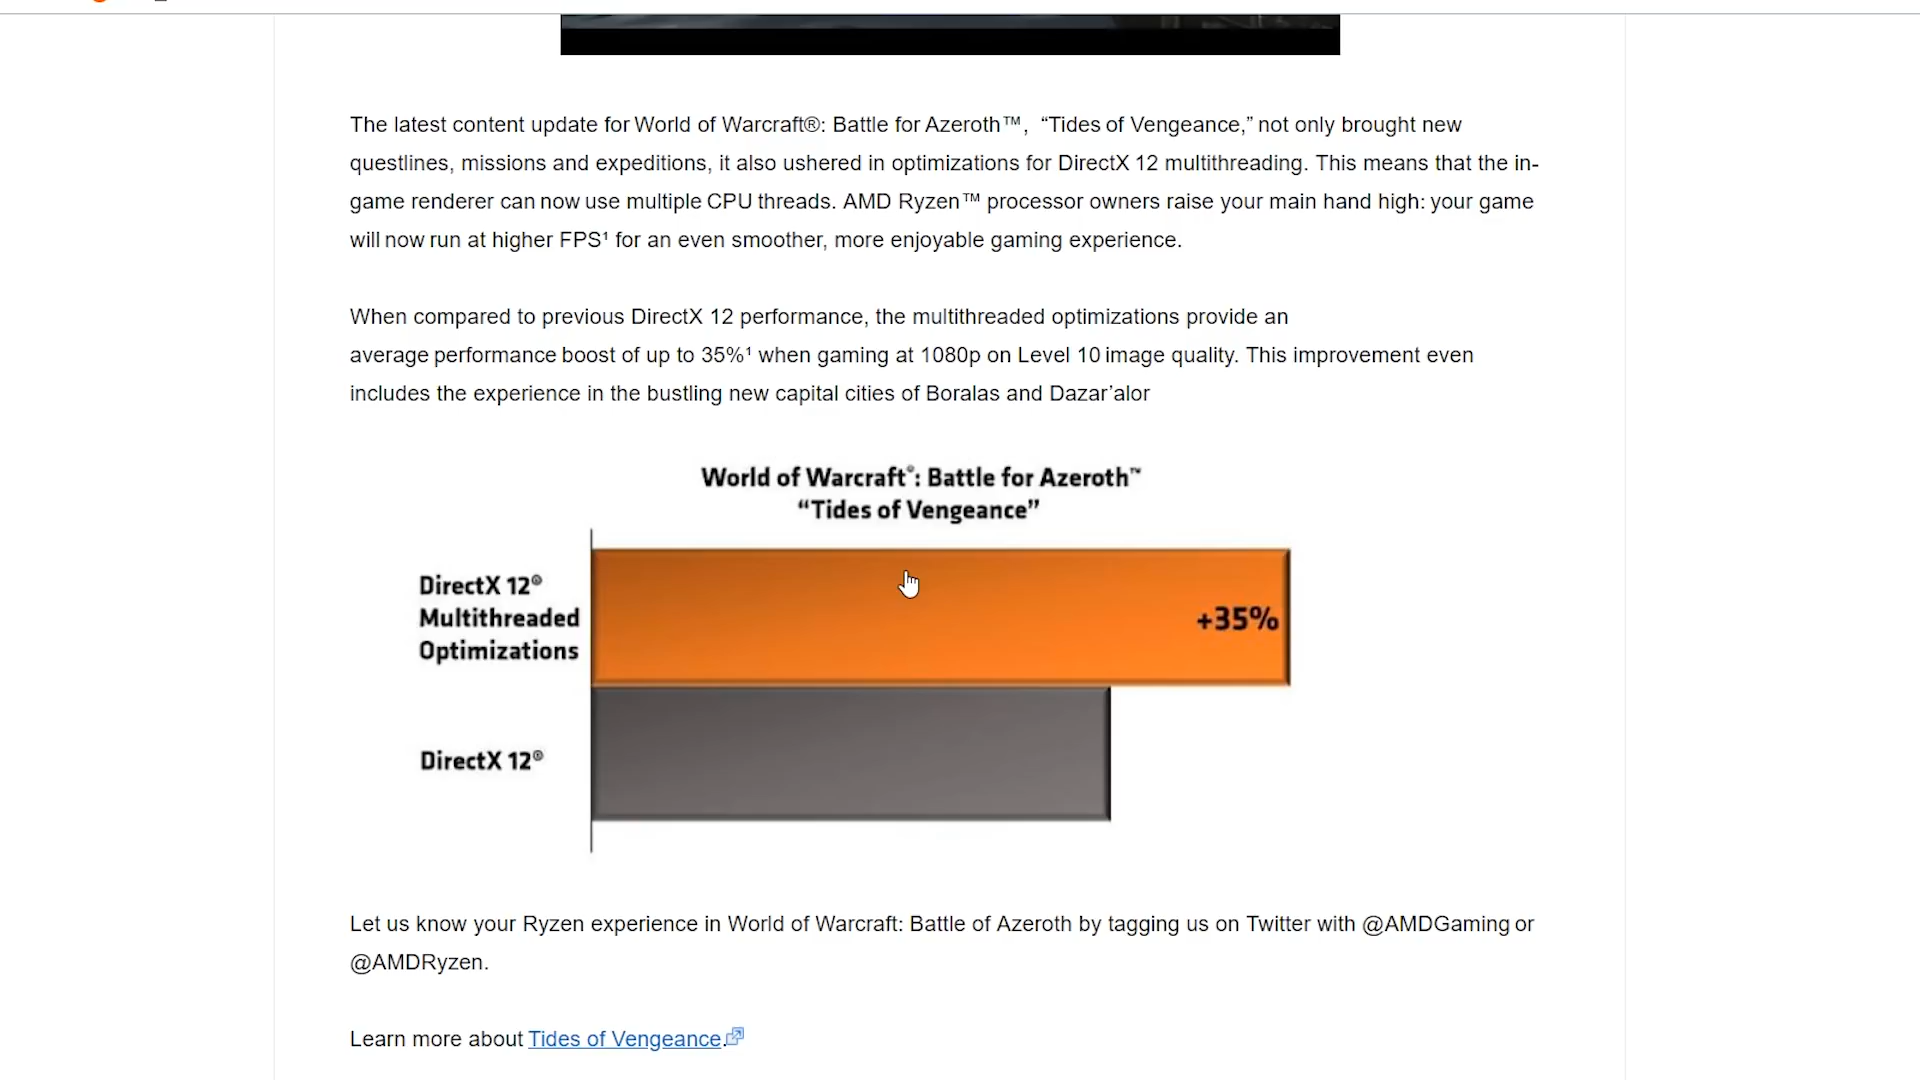 The latest content update for World of Warcraft®: Battle for Azeroth™, “Tides of Vengeance,” not only brought new
questlines, missions and expeditions, it also ushered in optimizations for DirectX 12 multithreading. This means that the in-
game renderer can now use multiple CPU threads. AMD Ryzen™ processor owners raise your main hand high: your game
will now run at higher FPS¹ for an even smoother, more enjoyable gaming experience.
When compared to previous DirectX 12 performance, the multithreaded optimizations provide an
average performance boost of up to 35%¹ when gaming at 1080p on Level 10 image quality. This improvement even
includes the experience in the bustling new capital cities of Boralas and Dazar’alor
World of Warcraft®: Battle for Azeroth™
“Tides of Vengeance”
DirectX 12®
Multithreaded
Optimizations
+35%
DirectX 12®
Let us know your Ryzen experience in World of Warcraft: Battle of Azeroth by tagging us on Twitter with @AMDGaming or
@AMDRyzen.
Learn more about Tides of Vengeance.